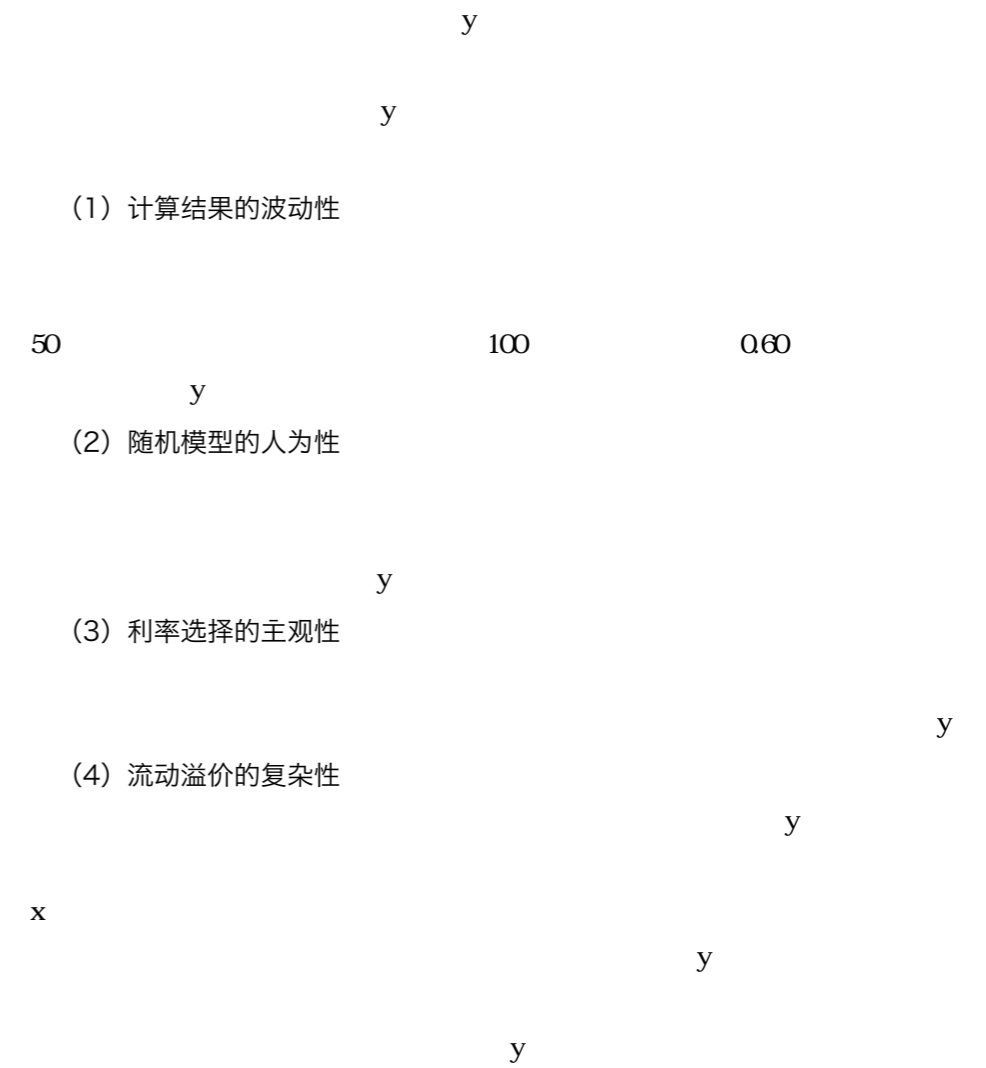 y
y
（1）计算结果的波动性
50 100 0.60
y
（2）随机模型的人为性
y
（3）利率选择的主观性
y
（4）流动溢价的复杂性
y
x
y
y